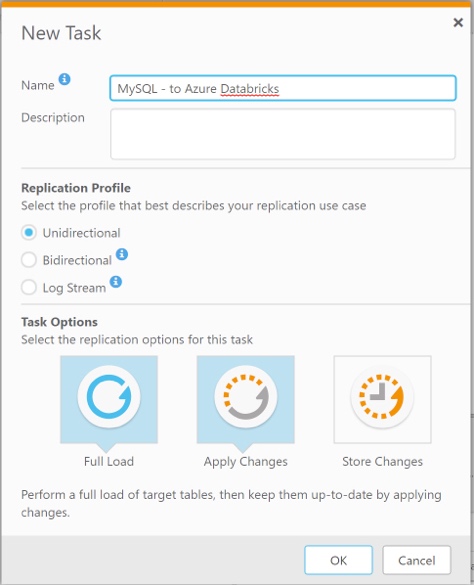 New Task
Name
MySQL - to Azure Databricks
Description
Replication Profile
Select the profile that best describes your replication use case
Unidirectional
Bidirectional
Log Stream
Task Options
Select the replication options for this task
Full Load Apply Changes Store Changes
Perform a full load of target tables, then keep them up-to-date by applying
changes.
OK Cancel